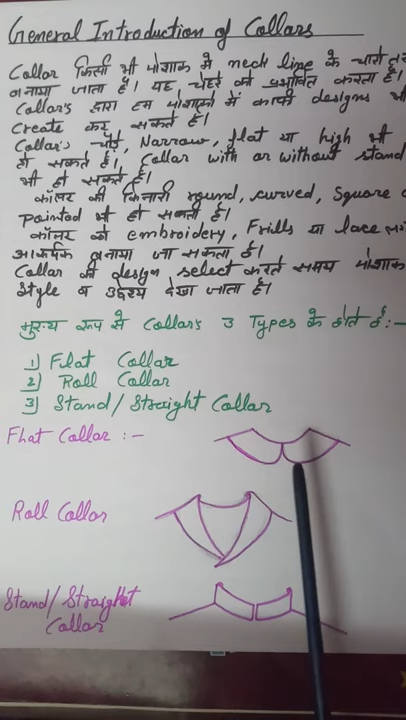 General Introduction of Collars
Collar किसी भी पोशाक में neck line के चारो
बनाया जाता है। यह चेहरे को प्रभावित करता है।
Collar's द्वारा हम पोशाको में काफी designs भी
Create कर सकते हैं।
Collar's चौड़े, Narrow, flat या high भी
हो सकते हैं। Collar with or without stand
भी हो सकते हैं।
कॉलर की किनारी round, curved, Square
pointed भी हो सकती है।
कॉलर को embroidery, Frills या lace
आकर्षक बनाया जा सकता है।
Collar की design select करते समय पोशाक
Style व उद्देश्य देखा जाता है।
मुख्य रूप से Collars 3 Types के होते है:-
1) Flat Collar
2) Roll Collar
3) Stand/Straight Collar
Flat Collar :-
Roll Collar
Stand/Straight
Collar